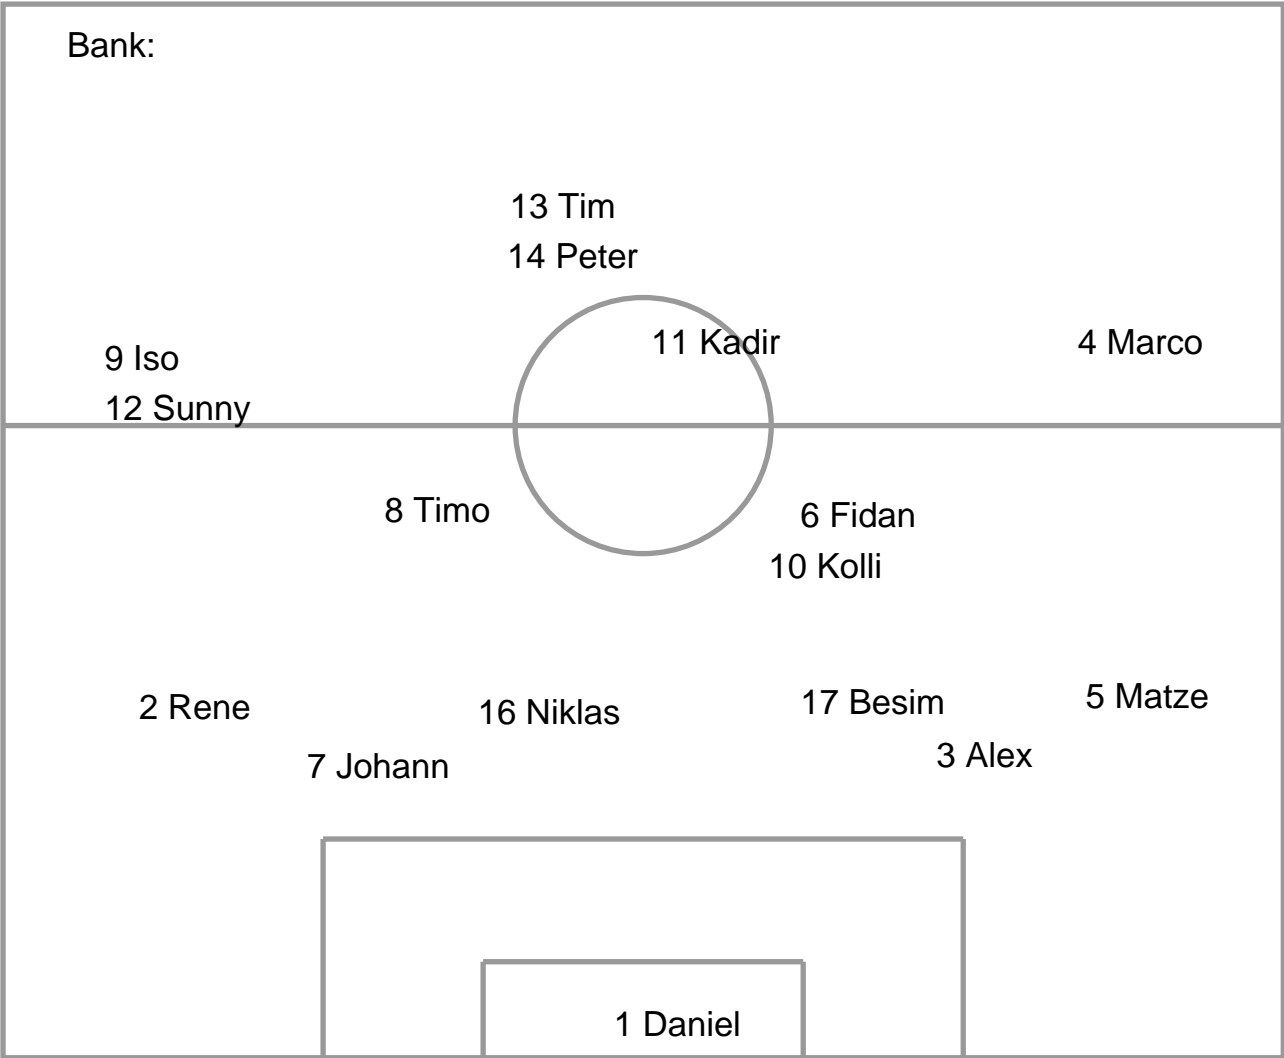 Bank:
13 Tim
14 Peter
11 Kadir
4 Marco
9 Iso
12 Sunny
8 Timo
6 Fidan
10 Kolli
2 Rene
16 Niklas
17 Besim
5 Matze
7 Johann
3 Alex
1 Daniel